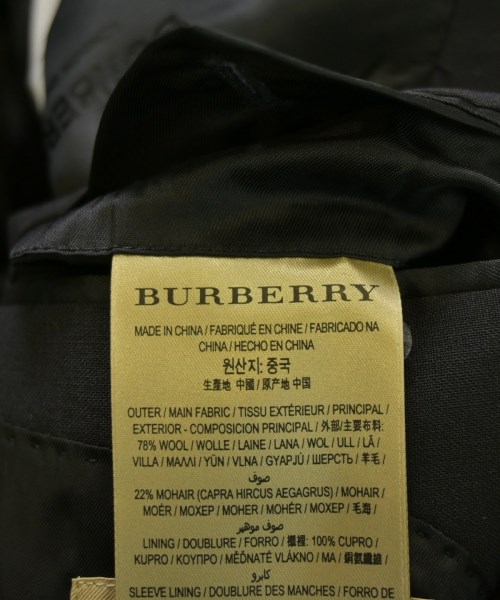 BURBERRY
MADE IN CHINA / FABRIQUÉ EN CHINE / FABRICADO NA
CHINA / HECHO EN CHINA
원산지: 중국
生產地 中國 / 原产地 中国
OUTER / MAIN FABRIC / TISSU EXTÉRIEUR / PRINCIPAL /
EXTERIOR - COMPOSICION PRINCIPAL / 外部/主要布料:
78% WOOL / WOLLE / LAINE / LANA / WOL / ULL / LÃ /
VILLA / ΜΑΛΛΙ / YÜN / VLNA / GYAPJÚ / ШЕРСТЬ / 羊毛 /
صوف
22% MOHAIR (CAPRA HIRCUS AEGAGRUS) / MOHAIR /
MOÉR / МОХЕР / MOHER / MOHÉR / MOXEP / 毛海 /
صوف موهير
LINING / DOUBLURE / FORRO / 襯裡: 100% CUPRO /
KUPRO / ΚΟΥΠΡΟ / MĚĎNATÉ VLÁKNO / MA / 銅氨纖維 /
كابرو
SLEEVE LINING / DOUBLURE DES MANCHES / FORRO DE